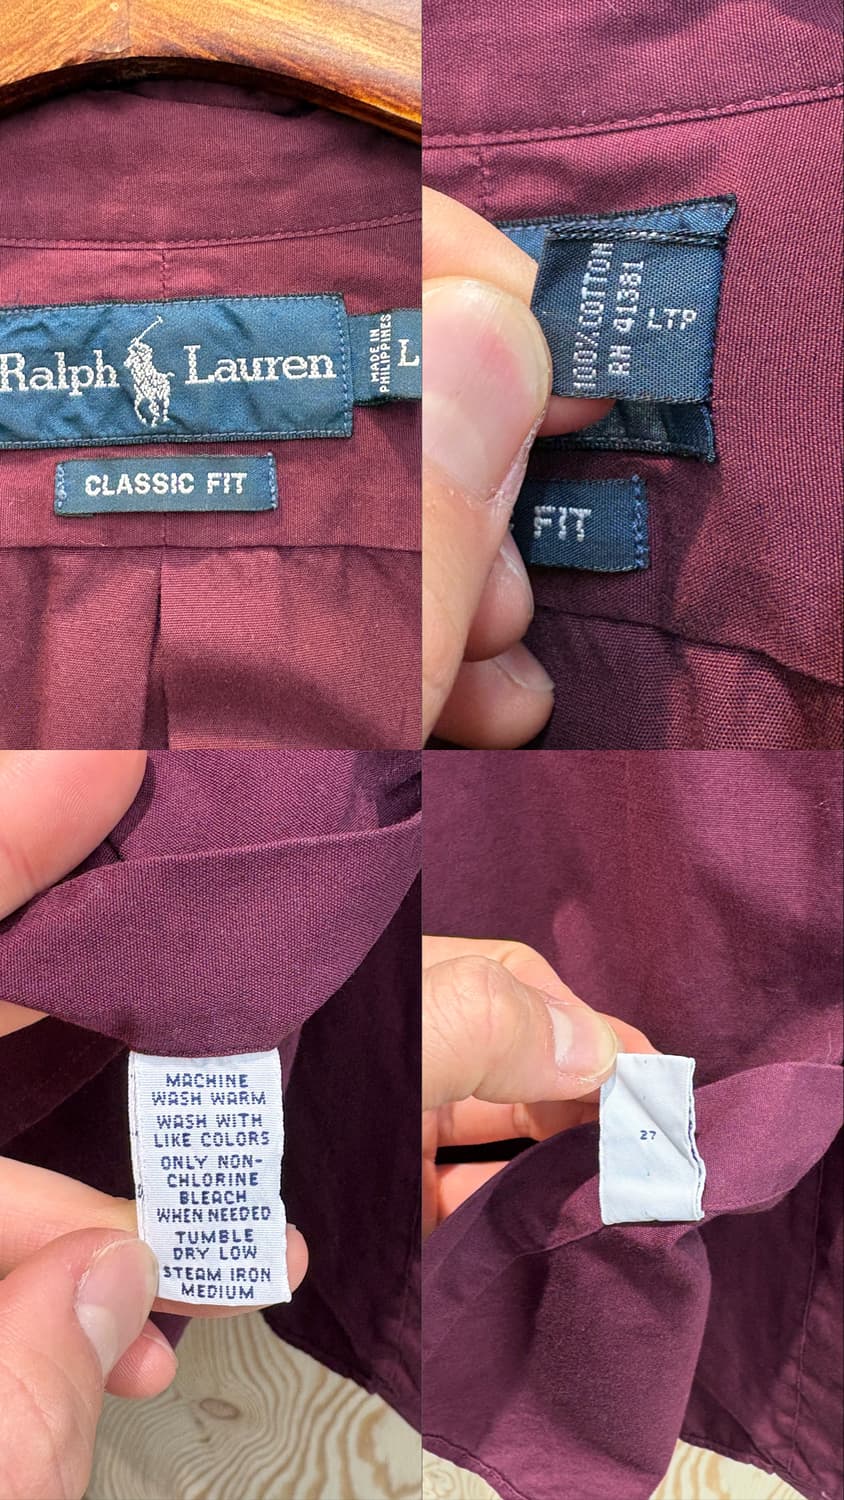 Ralph Lauren
MADE IN
PHILIPPINES
L
CLASSIC FIT
100% COTTON
RN 41381
LTP
FIT
MACHINE
WASH WARM
WASH WITH
LIKE COLORS
ONLY NON-
CHLORINE
BLEACH
WHEN NEEDED
TUMBLE
DRY LOW
STEAM IRON
MEDIUM
27